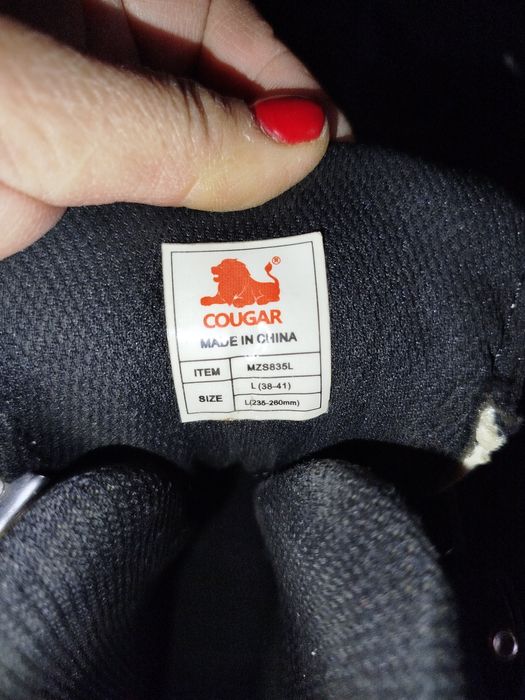 ®
COUGAR
MADE IN CHINA
ITEM MZS835L
SIZE L(38-41)
L(235-260mm)